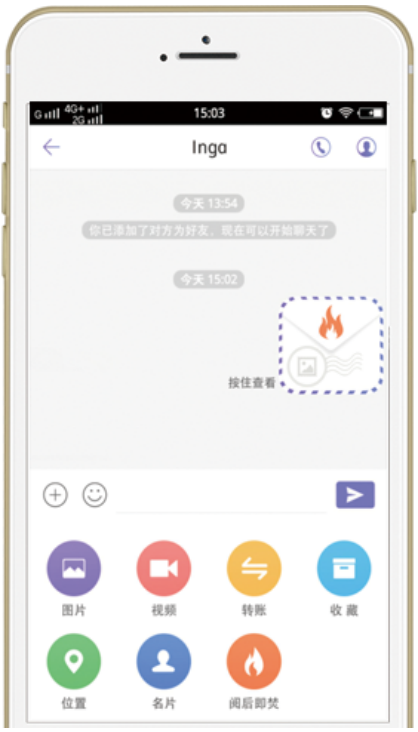 G 4G+ 2G 15:03
Inga
今天 13:54
你已添加了对方为好友，现在可以开始聊天了
今天 15:02
按住查看
图片 视频 转账 收藏
位置 名片 阅后即焚